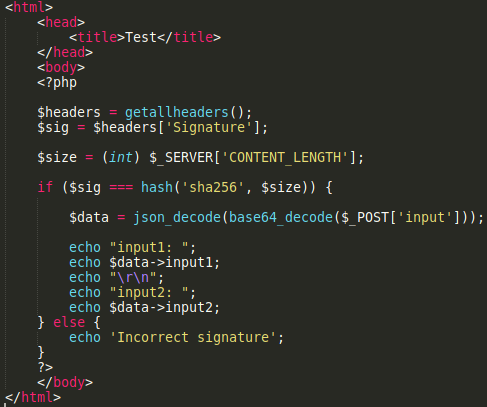 <html>
<head>
<title>Test</title>
</head>
<body>
<?php
$headers = getallheaders();
$sig = $headers['Signature'];
$size = (int) $_SERVER['CONTENT_LENGTH'];
if ($sig === hash('sha256', $size)) {
$data = json_decode(base64_decode($_POST['input']));
echo "input1: ";
echo $data->input1;
echo "\r\n";
echo "input2: ";
echo $data->input2;
} else {
echo 'Incorrect signature';
}
?>
</body>
</html>